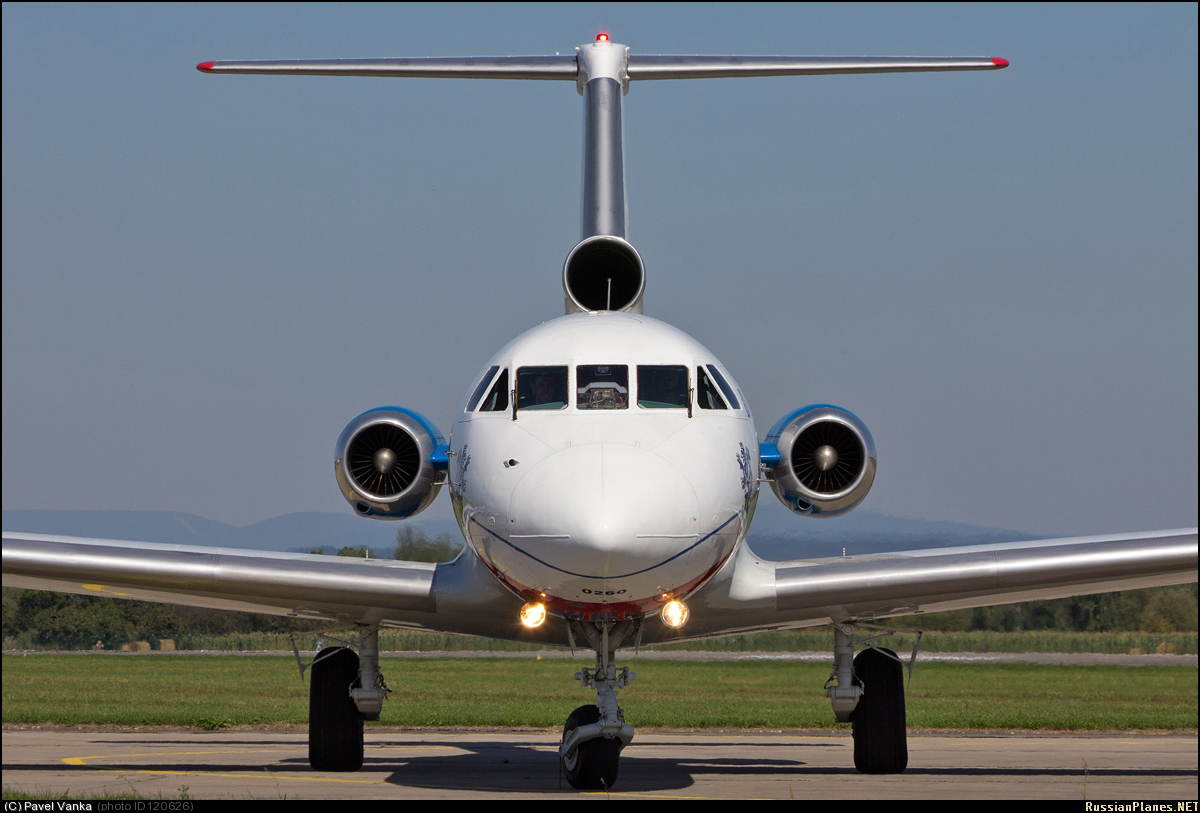 0260
(C) Pavel Vanka (photo ID120626)
RussianPlanes.NET